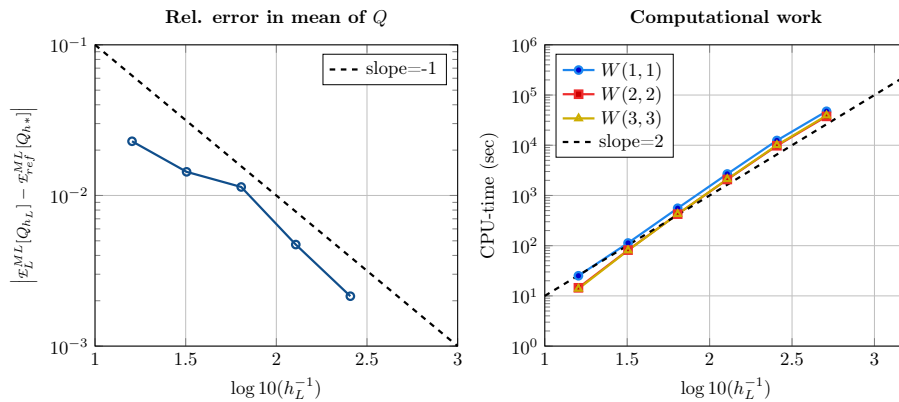 Rel. error in mean of Q
10^{-1}
10^{-2}
10^{-3}
1
1.5
2
2.5
3
log 10(h_L^{-1})
|E_L^{ML}[Q_{h_L}] − E_{ref}^{ML}[Q_{h*}]|
slope=-1
Computational work
10^6
10^5
10^4
10^3
10^2
10^1
10^0
1
1.5
2
2.5
3
log 10(h_L^{-1})
CPU-time (sec)
W(1, 1)
W(2, 2)
W(3, 3)
slope=2